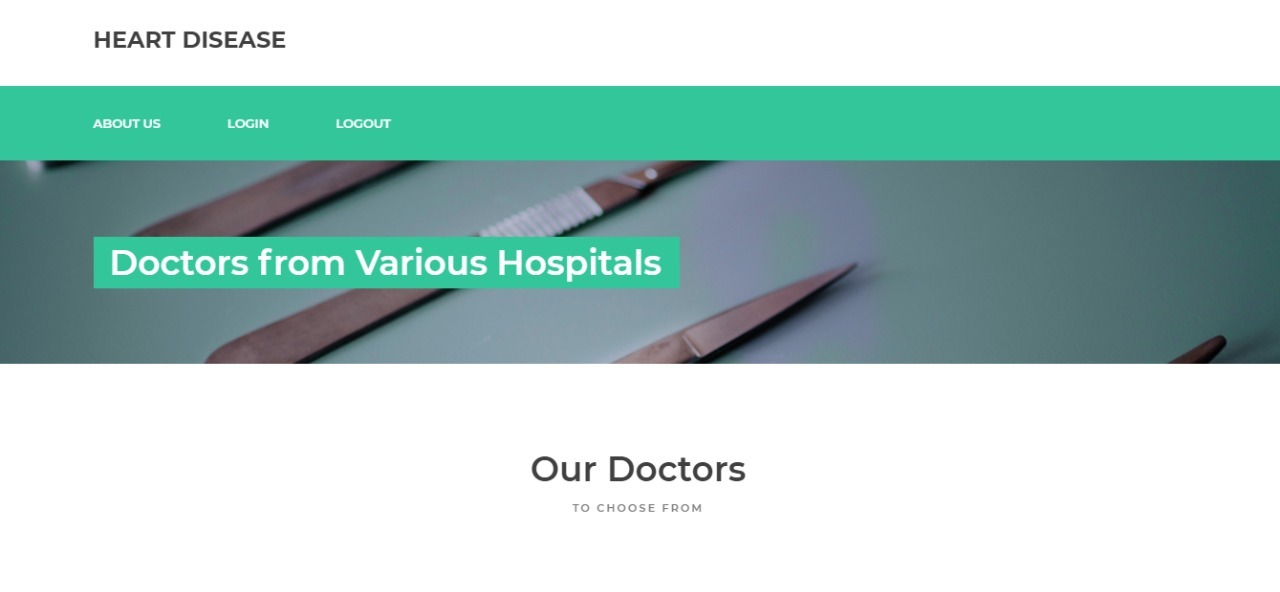 HEART DISEASE
ABOUT US LOGIN LOGOUT
Doctors from Various Hospitals
Our Doctors
TO CHOOSE FROM